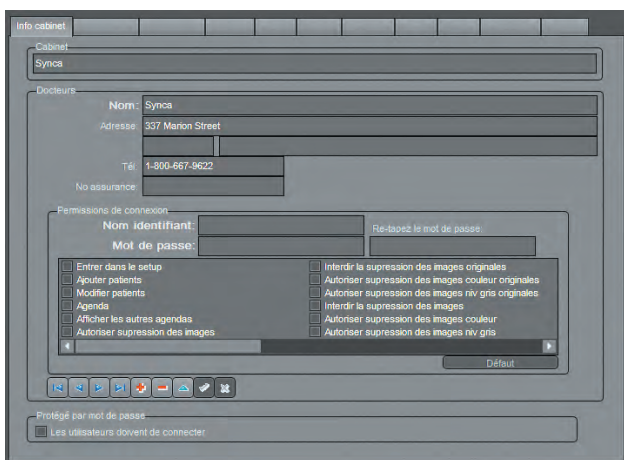 Info cabinet
Cabinet
Synca
Docteurs
Nom: Synca
Adresse: 337 Marion Street
Tél: 1-800-667-9622
No assurance:
Permissions de connexion
Nom identifiant:
Re-tapez le mot de passe:
Mot de passe:
Entrer dans le setup
Interdir la supression des images originales
Ajouter patients
Autoriser supression des images couleur originales
Modifier patients
Autoriser supression des images niv gris originales
Agenda
Interdir la supression des images
Afficher les autres agendas
Autoriser supression des images couleur
Autoriser supression des images
Autoriser supression des images niv gris
Défaut
Protégé par mot de passe
Les utilisateurs doivent de connecter